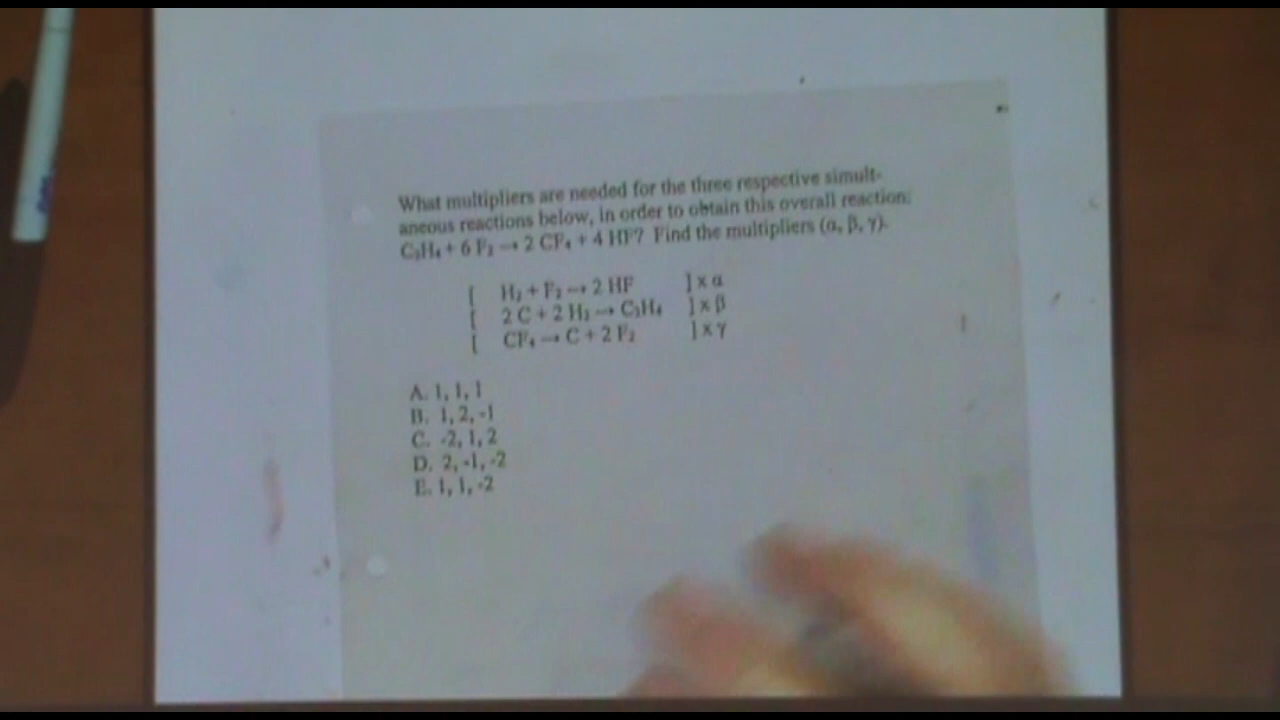 What multipliers are needed for the three respective simult-
aneous reactions below, in order to obtain this overall reaction:
C₂H₄ + 6 F₂ → 2 CF₄ + 4 HF? Find the multipliers (α, β, γ).
[ H₂ + F₂ → 2 HF ] x α
[ 2 C + 2 H₂ → C₂H₄ ] x β
[ CF₄ → C + 2 F₂ ] x γ
A. 1, 1, 1
B. 1, 2, -1
C. -2, 1, 2
D. 2, -1, -2
E. 1, 1, -2